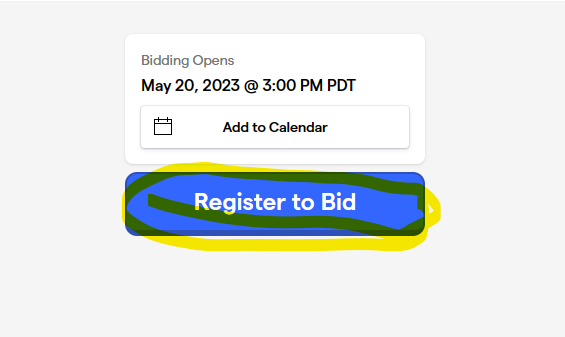 Bidding Opens
May 20, 2023 @ 3:00 PM PDT
Add to Calendar
Register to Bid